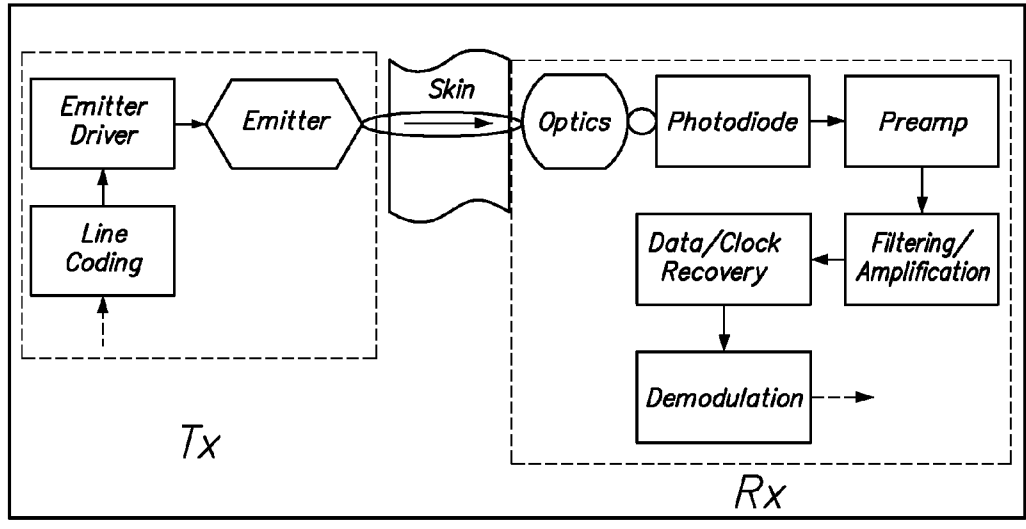 Emitter
Driver
Emitter
Skin
Optics
Photodiode
Preamp
Line
Coding
Data/Clock
Recovery
Filtering/
Amplification
Demodulation
Tx
Rx